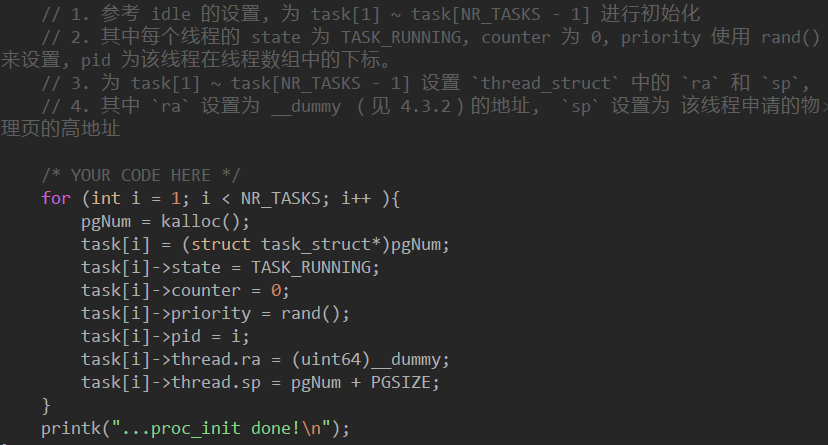 // 1. 参考 idle 的设置, 为 task[1] ~ task[NR_TASKS - 1] 进行初始化
// 2. 其中每个线程的 state 为 TASK_RUNNING, counter 为 0, priority 使用 rand()
来设置, pid 为该线程在线程数组中的下标。
// 3. 为 task[1] ~ task[NR_TASKS - 1] 设置 `thread_struct` 中的 `ra` 和 `sp`,
// 4. 其中 `ra` 设置为 __dummy （见 4.3.2）的地址， `sp` 设置为 该线程申请的物
理页的高地址
/* YOUR CODE HERE */
for (int i = 1; i < NR_TASKS; i++ ){
pgNum = kalloc();
task[i] = (struct task_struct*)pgNum;
task[i]->state = TASK_RUNNING;
task[i]->counter = 0;
task[i]->priority = rand();
task[i]->pid = i;
task[i]->thread.ra = (uint64)__dummy;
task[i]->thread.sp = pgNum + PGSIZE;
}
printk("...proc_init done!\n");